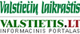 Valstiečių laikraštis
VALSTIETIS.LT
INFORMACINIS PORTALAS